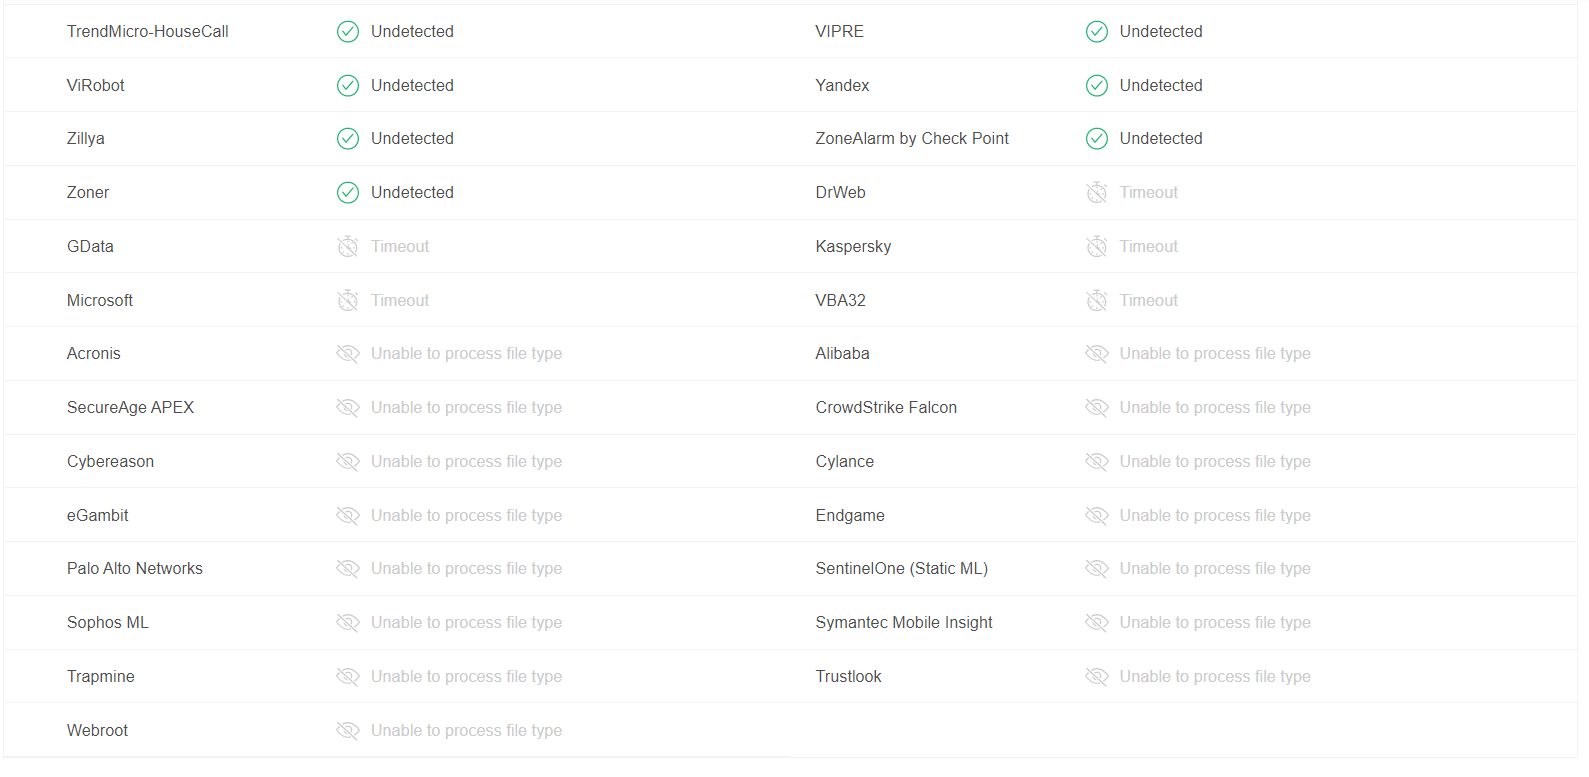 TrendMicro-HouseCall Undetected VIPRE Undetected
ViRobot Undetected Yandex Undetected
Zillya Undetected ZoneAlarm by Check Point Undetected
Zoner Undetected DrWeb Timeout
GData Timeout Kaspersky Timeout
Microsoft Timeout VBA32 Timeout
Acronis Unable to process file type Alibaba Unable to process file type
SecureAge APEX Unable to process file type CrowdStrike Falcon Unable to process file type
Cybereason Unable to process file type Cylance Unable to process file type
eGambit Unable to process file type Endgame Unable to process file type
Palo Alto Networks Unable to process file type SentinelOne (Static ML) Unable to process file type
Sophos ML Unable to process file type Symantec Mobile Insight Unable to process file type
Trapmine Unable to process file type Trustlook Unable to process file type
Webroot Unable to process file type